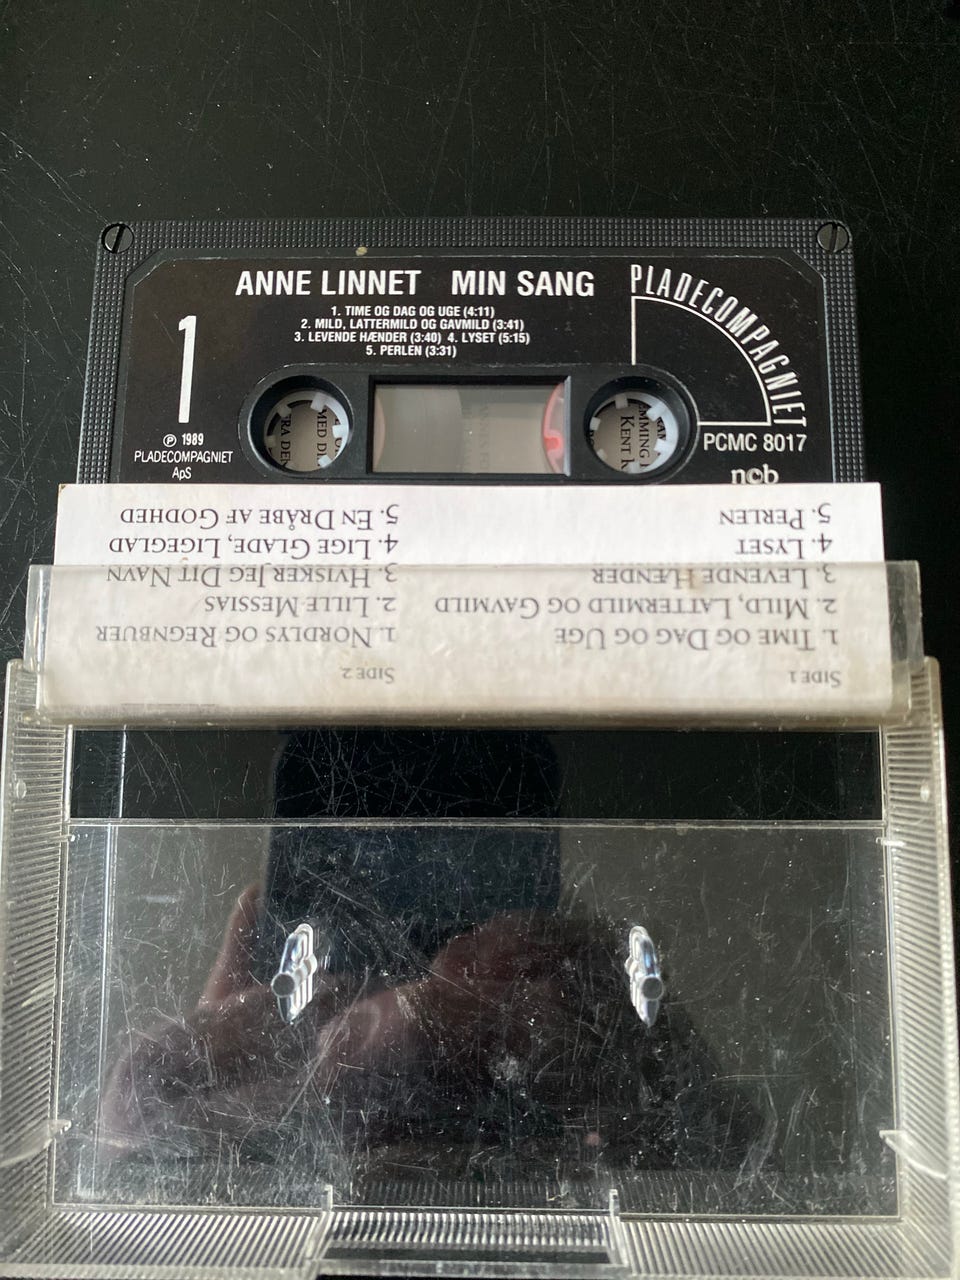 ANNE LINNET MIN SANG
1. TIME OG DAG OG UGE (4:11)
2. MILD, LATTERMILD OG GAVMILD (3:41)
3. LEVENDE HÆNDER (3:40) 4. LYSET (5:15)
5. PERLEN (3:31)
PLADECOMPAGNIET
1
℗ 1989
PLADECOMPAGNIET
ApS
PCMC 8017
ncb
MED
KENT
SIDE 1
1. TIME OG DAG OG UGE
2. MILD, LATTERMILD OG GAVMILD
3. LEVENDE HÆNDER
4. LYSET
5. PERLEN
SIDE 2
1. NORDLYS OG REGNBUER
2. LILLE MESSIAS
3. HVISKER JEG DIT NAVN
4. LIGE GLADE, LIGEGLAD
5. EN DRÅBE AF GODHED